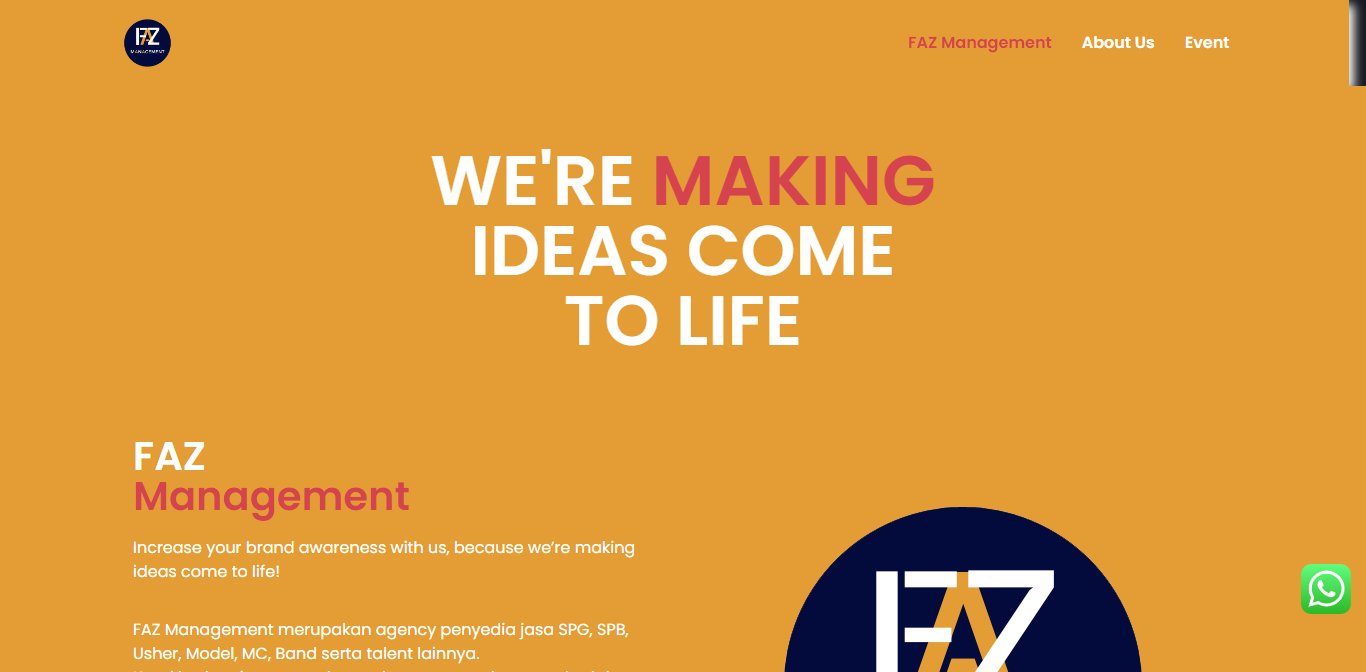 FAZ
MANAGEMENT
FAZ Management
About Us
Event
WE'RE MAKING
IDEAS COME
TO LIFE
FAZ
Management
Increase your brand awareness with us, because we're making
ideas come to life!
FAZ Management merupakan agency penyedia jasa SPG, SPB,
Usher, Model, MC, Band serta talent lainnya.
FAZ